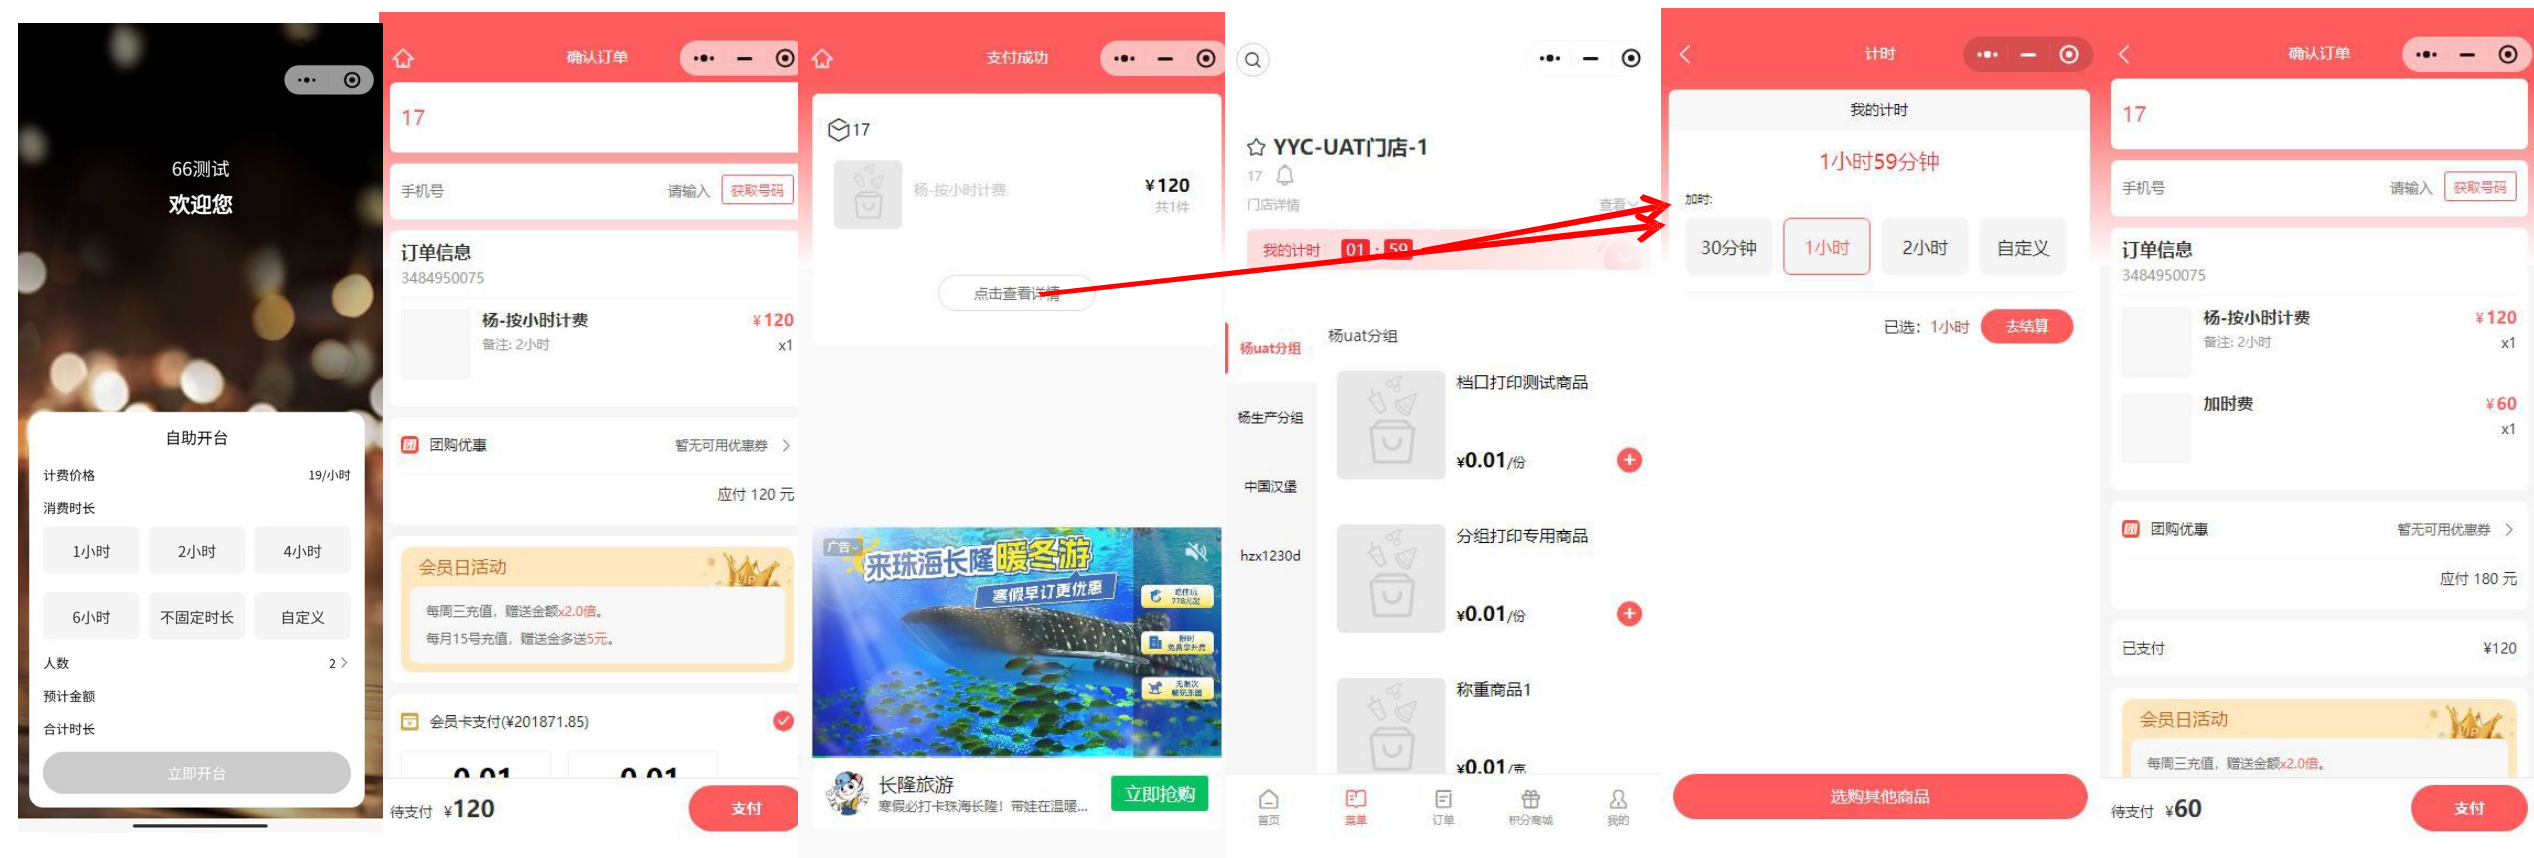 66测试
欢迎您
自助开台
计费价格 19/小时
消费时长
1小时 2小时 4小时
6小时 不固定时长 自定义
人数 2 >
预计金额
合计时长
立即开台
确认订单
17
手机号 请输入 获取号码
订单信息
3484950075
杨-按小时计费 ¥120
备注: 2小时 x1
团 团购优惠 暂无可用优惠券 >
应付 120 元
会员日活动
VIP
每周三充值，赠送金额x2.0倍。
每月15号充值，赠送金多送5元。
会员卡支付(¥201871.85)
0.01 0.01
待支付 ¥120 支付
支付成功
17
杨-按小时计费 ¥120
共1件
点击查看详情
广告
来珠海长隆暖冬游
寒假早订更优惠
778元起
长隆旅游
寒假必打卡珠海长隆！带娃在温暖...
立即抢购
YYC-UAT门店-1
17
门店详情 查看
我的计时 01 : 59
杨uat分组
杨生产分组
中国汉堡
hzx1230d
杨uat分组
档口打印测试商品
¥0.01/份
分组打印专用商品
¥0.01/份
称重商品1
¥0.01/克
首页 菜单 订单 积分商城 我的
计时
我的计时
1小时59分钟
加时:
30分钟 1小时 2小时 自定义
已选: 1小时 去结算
选购其他商品
确认订单
17
手机号 请输入 获取号码
订单信息
3484950075
杨-按小时计费 ¥120
备注: 2小时 x1
加时费 ¥60
x1
团 团购优惠 暂无可用优惠券 >
应付 180 元
已支付 ¥120
会员日活动
VIP
每周三充值，赠送金额x2.0倍。
待支付 ¥60 支付